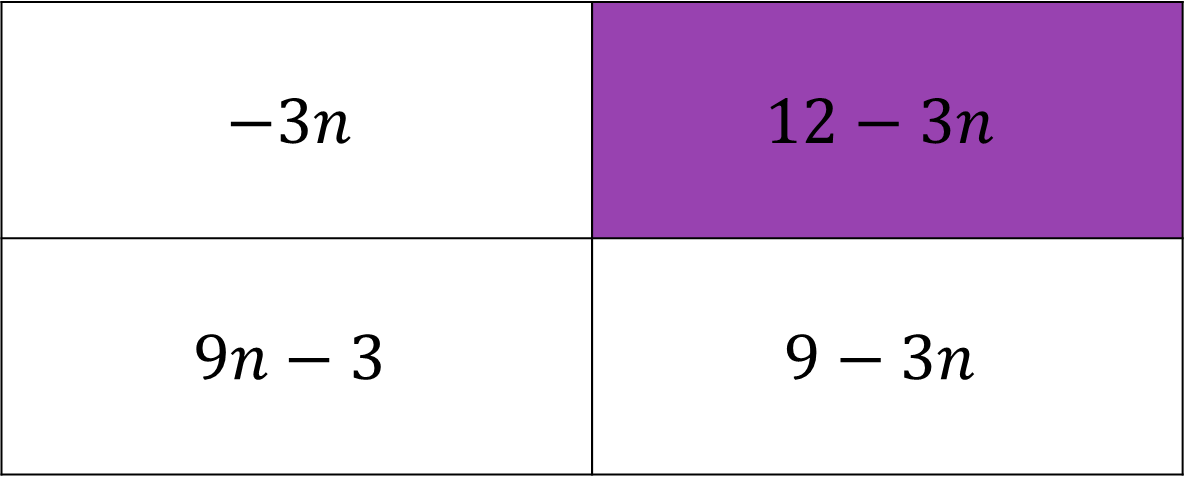 −3n
12 − 3n
9n − 3
9 − 3n